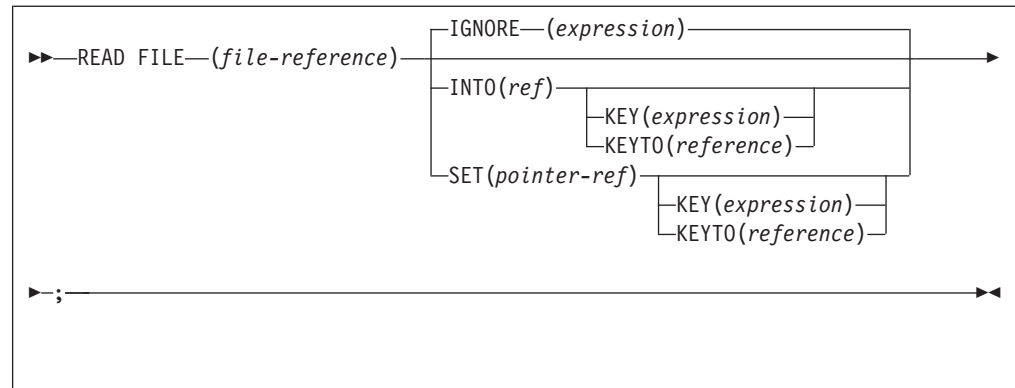 IGNORE (expression)
READ FILE (file-reference)
INTO(ref)
KEY(expression)
KEYTO(reference)
SET(pointer-ref)
KEY(expression)
KEYTO(reference)
;